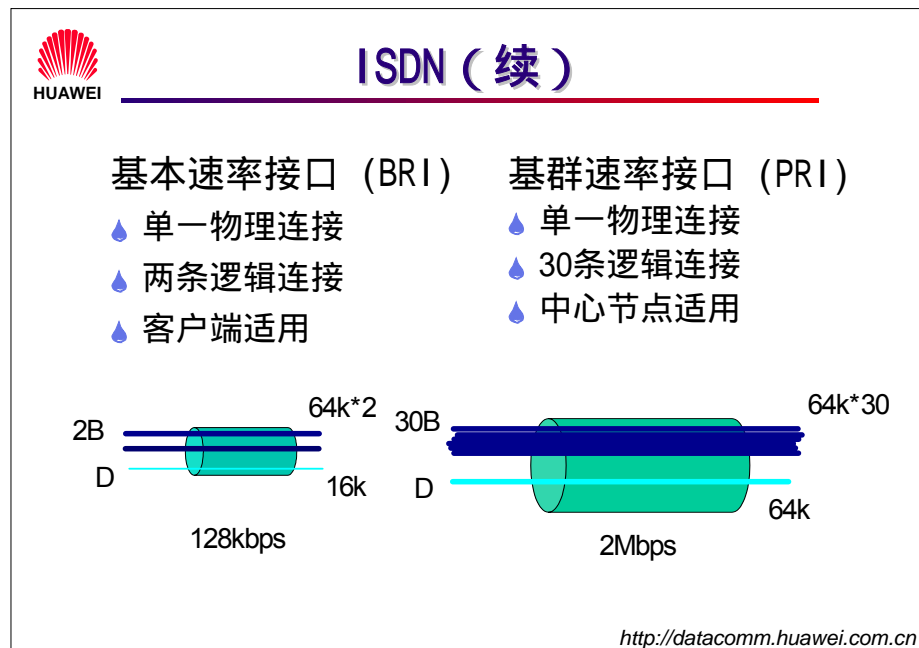 HUAWEI
ISDN（续）
基本速率接口 (BRI)
单一物理连接
两条逻辑连接
客户端适用
基群速率接口 (PRI)
单一物理连接
30条逻辑连接
中心节点适用
2B
64k*2
D
16k
128kbps
30B
64k*30
D
64k
2Mbps
http://datacomm.huawei.com.cn